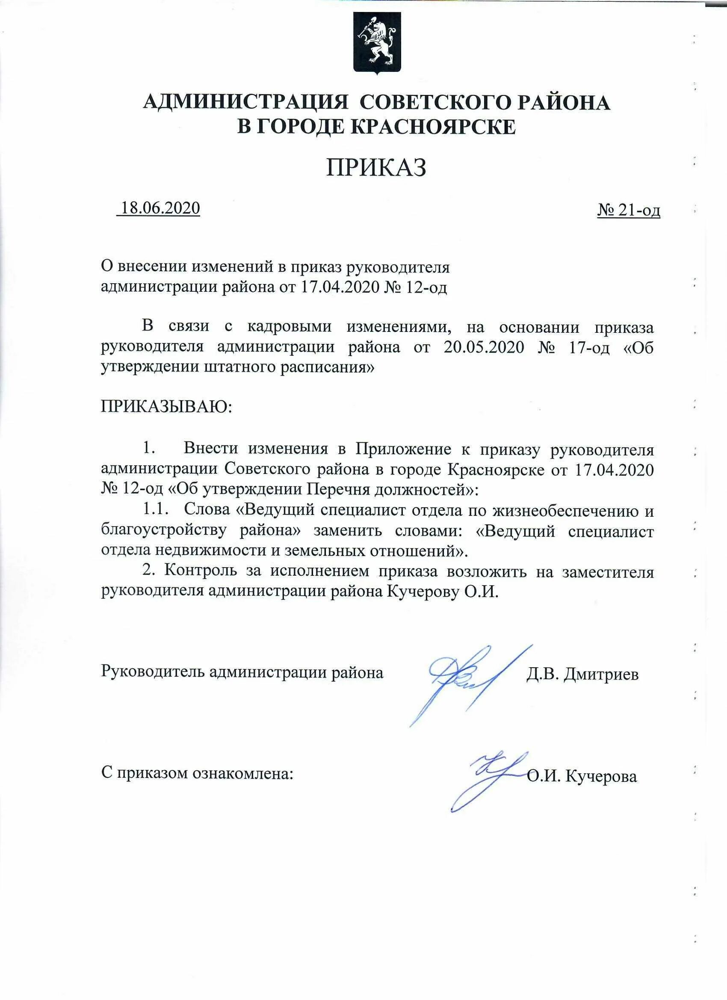 АДМИНИСТРАЦИЯ СОВЕТСКОГО РАЙОНА
В ГОРОДЕ КРАСНОЯРСКЕ
ПРИКАЗ
18.06.2020
№ 21-од
О внесении изменений в приказ руководителя
администрации района от 17.04.2020 № 12-од
В связи с кадровыми изменениями, на основании приказа
руководителя администрации района от 20.05.2020 № 17-од «Об
утверждении штатного расписания»
ПРИКАЗЫВАЮ:
1. Внести изменения в Приложение к приказу руководителя
администрации Советского района в городе Красноярске от 17.04.2020
№ 12-од «Об утверждении Перечня должностей»:
1.1. Слова «Ведущий специалист отдела по жизнеобеспечению и
благоустройству района» заменить словами: «Ведущий специалист
отдела недвижимости и земельных отношений».
2. Контроль за исполнением приказа возложить на заместителя
руководителя администрации района Кучерову О.И.
Руководитель администрации района
Д.В. Дмитриев
С приказом ознакомлена:
О.И. Кучерова